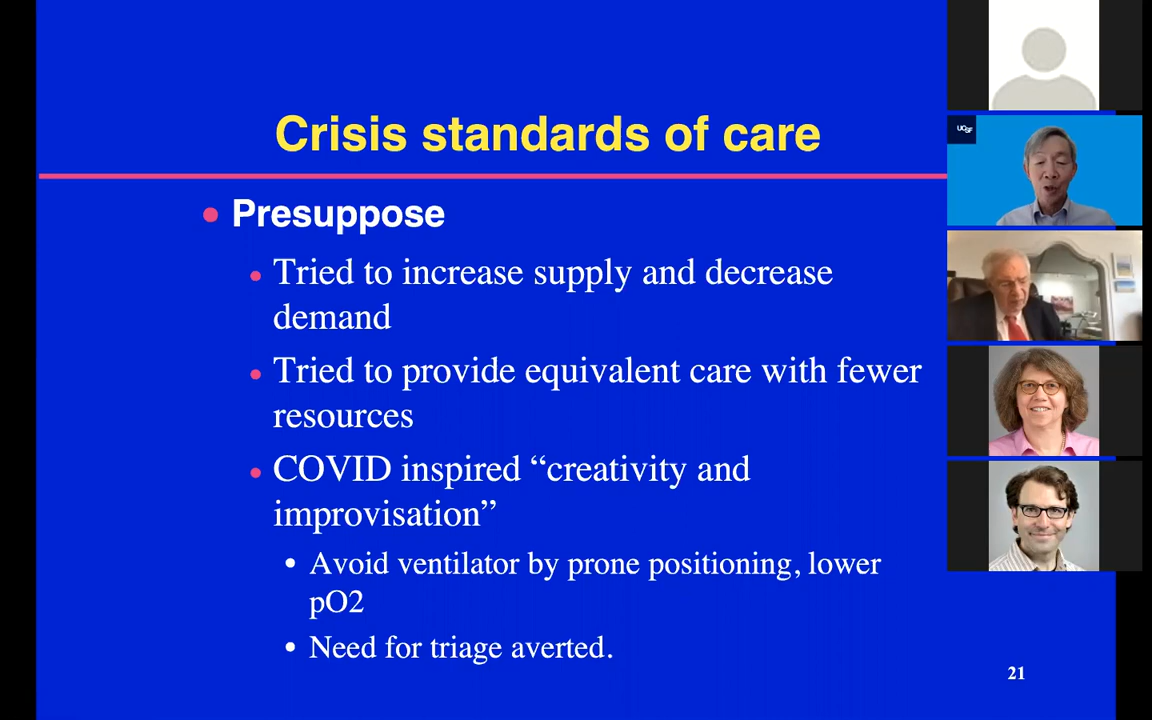 Crisis standards of care
• Presuppose
• Tried to increase supply and decrease
demand
• Tried to provide equivalent care with fewer
resources
• COVID inspired “creativity and
improvisation”
• Avoid ventilator by prone positioning, lower
pO2
• Need for triage averted.
21
UCSF